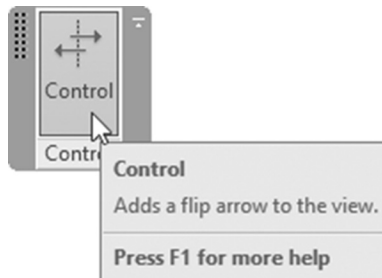 Control
Contr
Control
Adds a flip arrow to the view.
Press F1 for more help